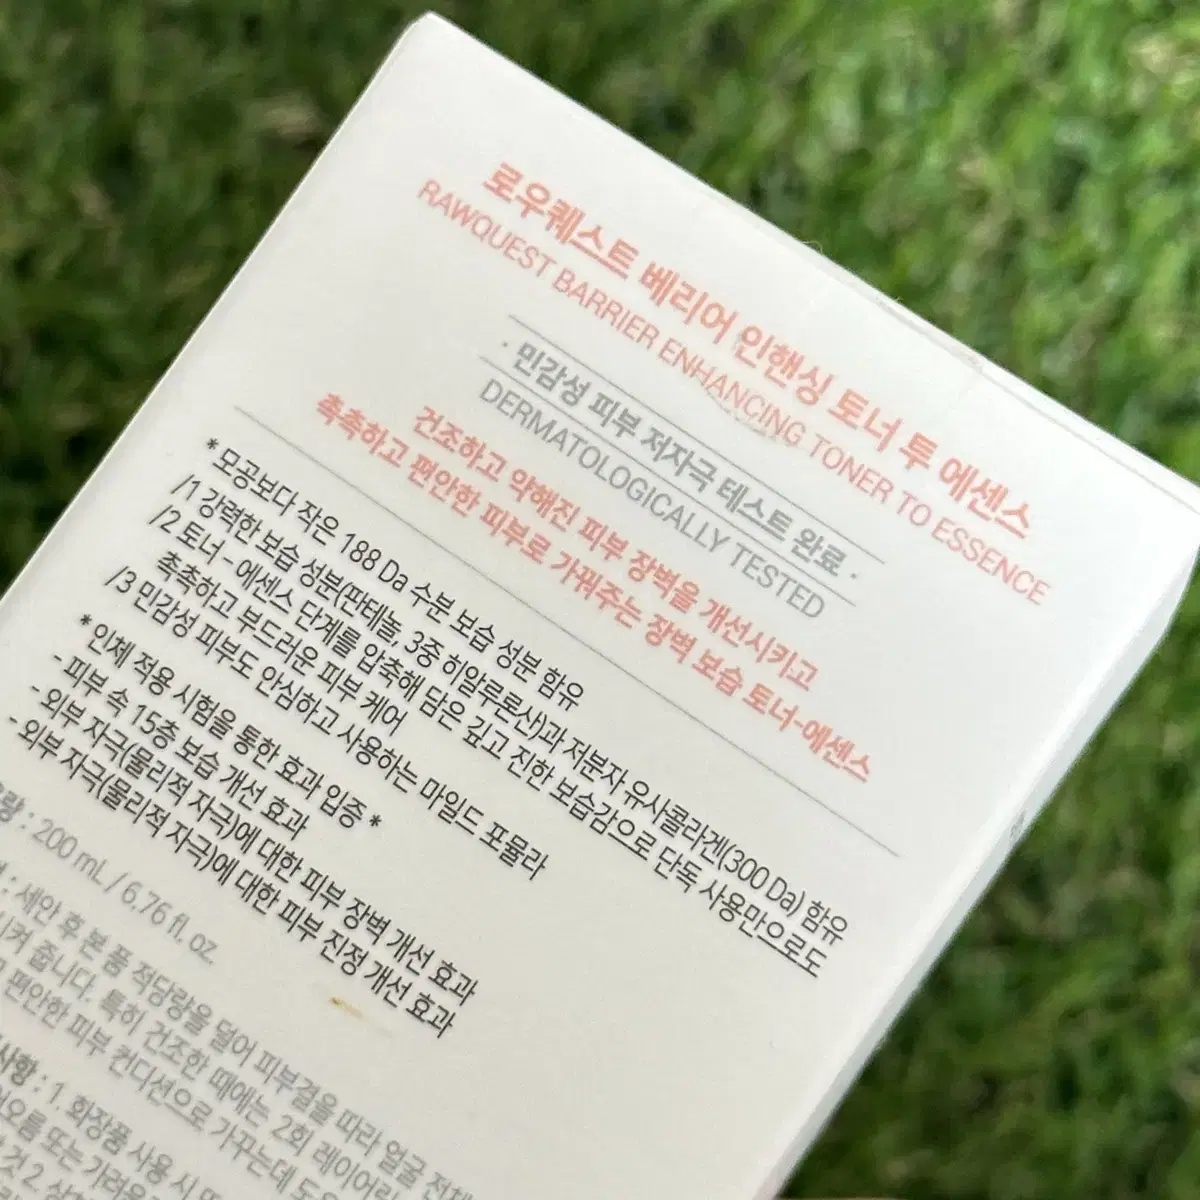 로우퀘스트 베리어 인핸싱 토너 투 에센스
RAWQUEST BARRIER ENHANCING TONER TO ESSENCE
· 민감성 피부 저자극 테스트 완료 ·
DERMATOLOGICALLY TESTED
건조하고 약해진 피부 장벽을 개선시키고
촉촉하고 편안한 피부로 가꿔주는 장벽 보습 토너-에센스
* 모공보다 작은 188 Da 수분 보습 성분 함유
/1 강력한 보습 성분(판테놀, 3종 히알루론산)과 저분자 유사콜라겐(300 Da) 함유
/2 토너 - 에센스 단계를 압축해 담은 깊고 진한 보습감으로 단독 사용만으로도
촉촉하고 부드러운 피부 케어
/3 민감성 피부도 안심하고 사용하는 마일드 포뮬라
* 인체 적용 시험을 통한 효과 입증 *
- 피부 속 15층 보습 개선 효과
- 외부 자극(물리적 자극)에 대한 피부 장벽 개선 효과
- 외부 자극(물리적 자극)에 대한 피부 진정 개선 효과
: 200 mL / 6.76 fl. oz.
: 세안 후 본 품 적당량을 덜어 피부결을 따라 얼굴 전체
줍니다. 특히 건조한 때에는 2회 레이어링
편안한 피부 컨디션으로 가꾸는데
사항 : 1. 화장품 사용 시
또는 가려움
것 2.